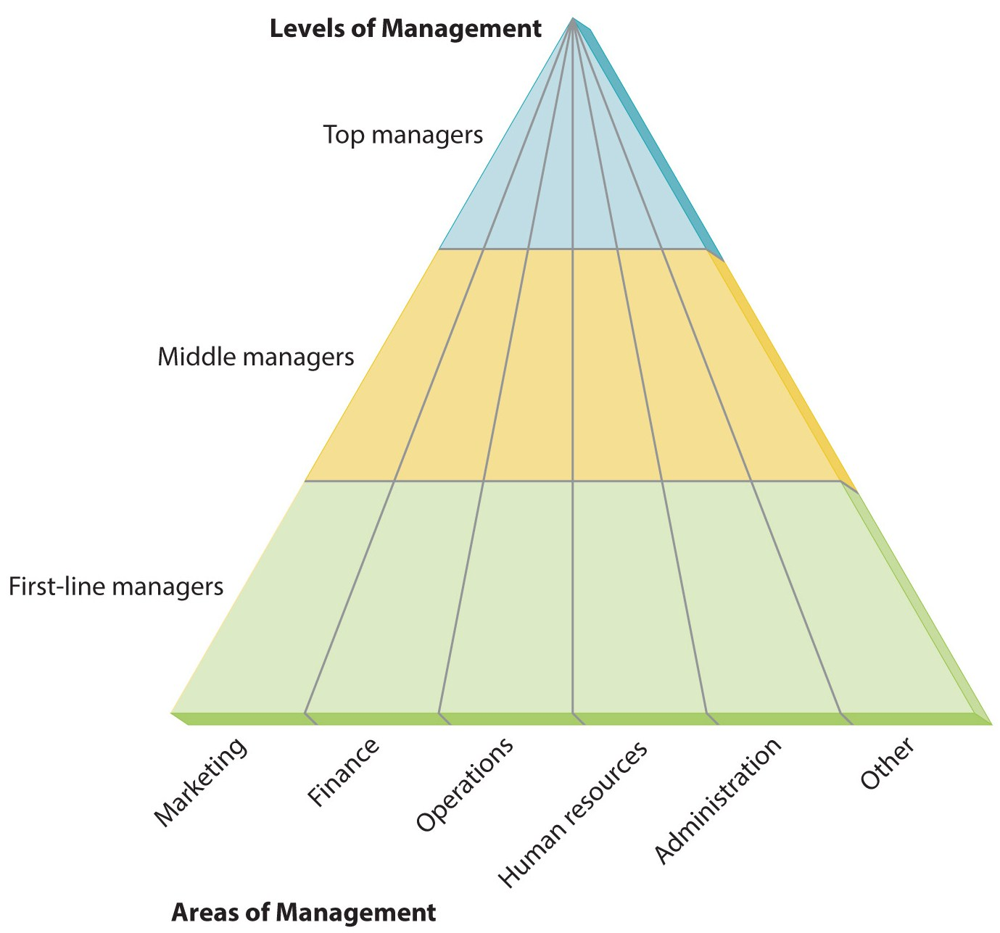 Levels of Management
Top managers
Middle managers
First-line managers
Marketing
Finance
Operations
Human resources
Administration
Other
Areas of Management